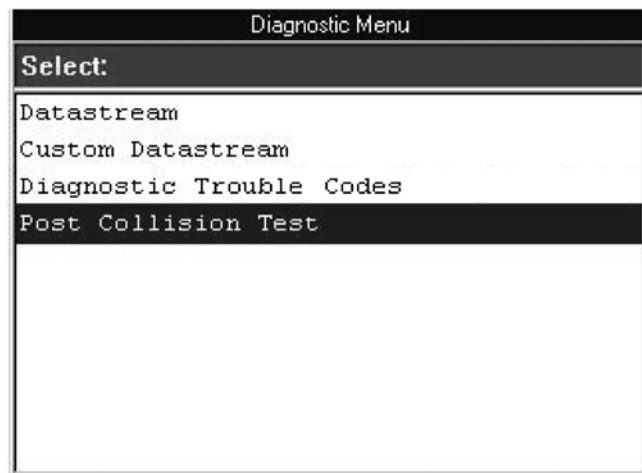 Diagnostic Menu
Select:
Datastream
Custom Datastream
Diagnostic Trouble Codes
Post Collision Test